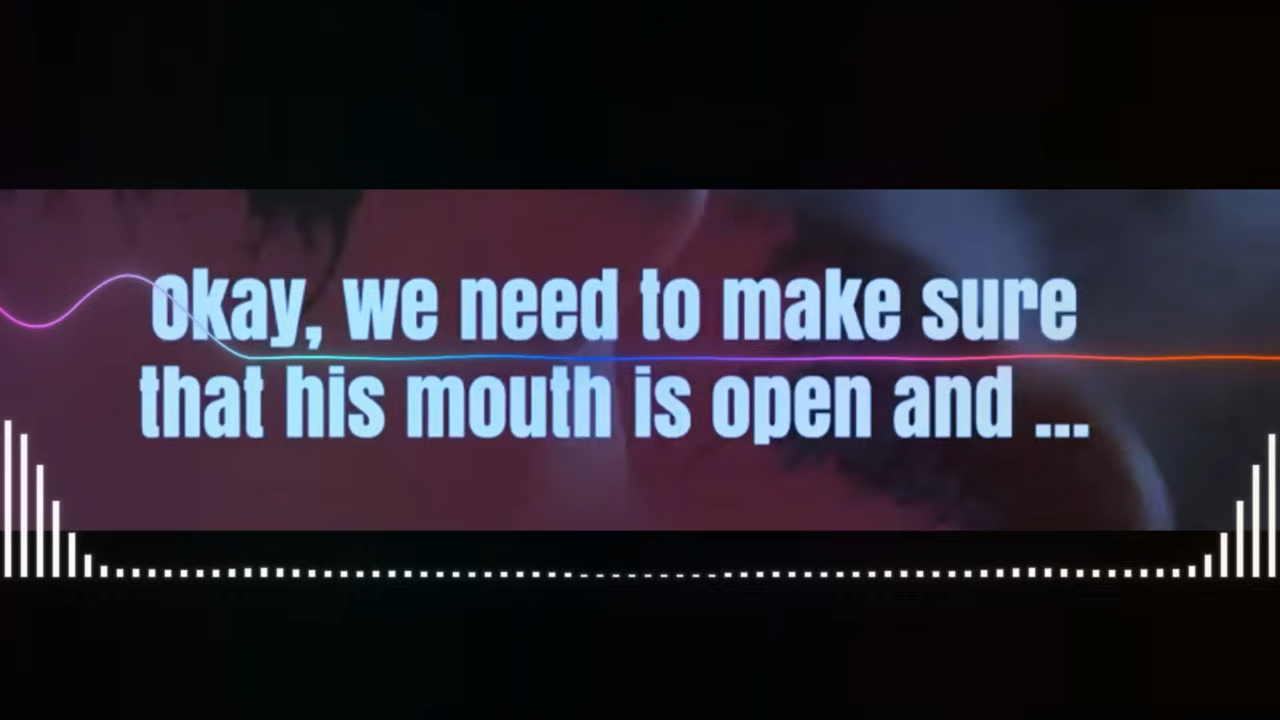 Okay, we need to make sure
that his mouth is open and ...